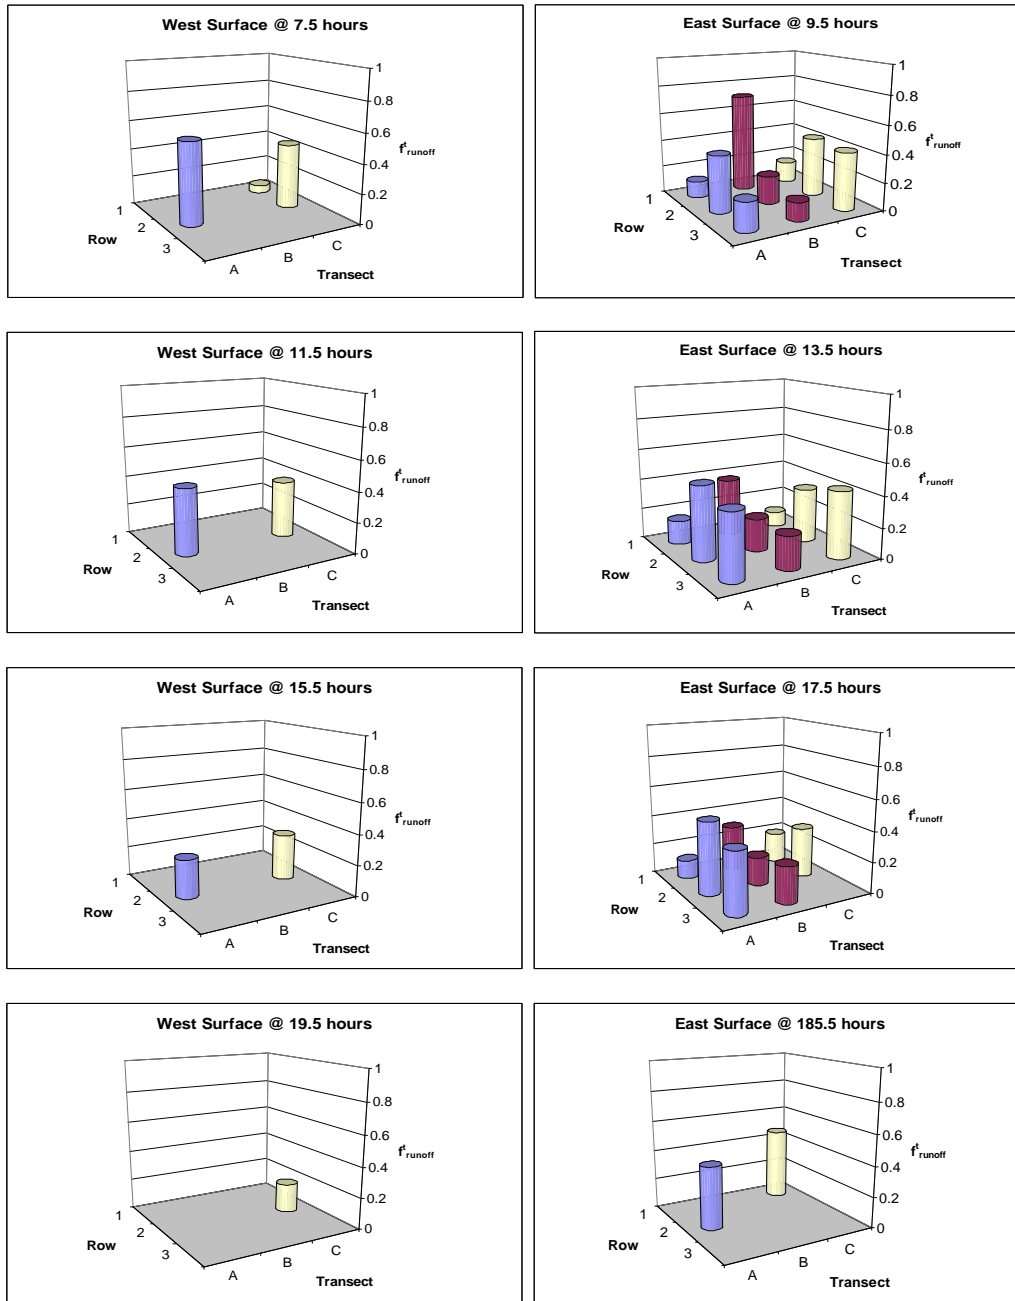 West Surface @ 7.5 hours
1
0.8
0.6
0.4
0.2
0
f^t runoff
1
2
3
Row
A
B
C
Transect
East Surface @ 9.5 hours
1
0.8
0.6
0.4
0.2
0
f^t runoff
1
2
3
Row
A
B
C
Transect
West Surface @ 11.5 hours
1
0.8
0.6
0.4
0.2
0
f^t runoff
1
2
3
Row
A
B
C
Transect
East Surface @ 13.5 hours
1
0.8
0.6
0.4
0.2
0
f^t runoff
1
2
3
Row
A
B
C
Transect
West Surface @ 15.5 hours
1
0.8
0.6
0.4
0.2
0
f^t runoff
1
2
3
Row
A
B
C
Transect
East Surface @ 17.5 hours
1
0.8
0.6
0.4
0.2
0
f^t runoff
1
2
3
Row
A
B
C
Transect
West Surface @ 19.5 hours
1
0.8
0.6
0.4
0.2
0
f^t runoff
1
2
3
Row
A
B
C
Transect
East Surface @ 185.5 hours
1
0.8
0.6
0.4
0.2
0
f^t runoff
1
2
3
Row
A
B
C
Transect